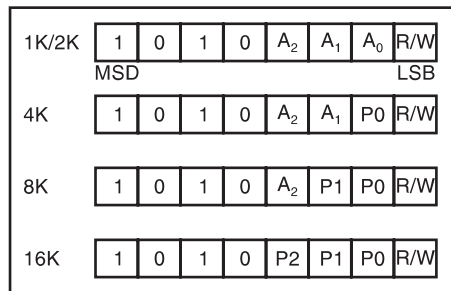 1K/2K 1 0 1 0 A₂ A₁ A₀ R/W
MSD LSB
4K 1 0 1 0 A₂ A₁ P0 R/W
8K 1 0 1 0 A₂ P1 P0 R/W
16K 1 0 1 0 P2 P1 P0 R/W